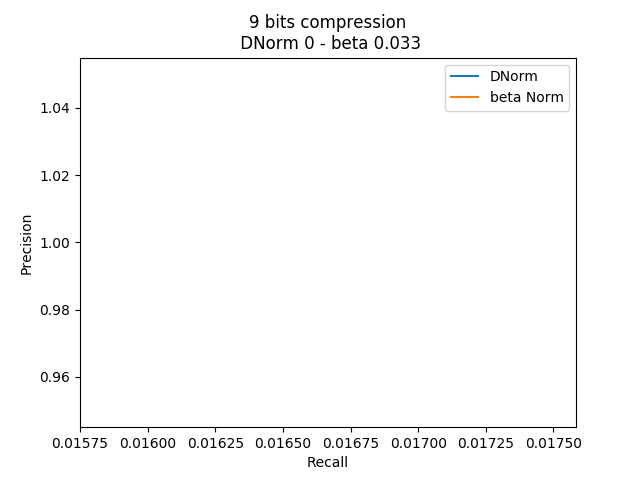 9 bits compression
DNorm 0 - beta 0.033
DNorm
beta Norm
1.04
1.02
1.00
0.98
0.96
Precision
0.01575 0.01600 0.01625 0.01650 0.01675 0.01700 0.01725 0.01750
Recall